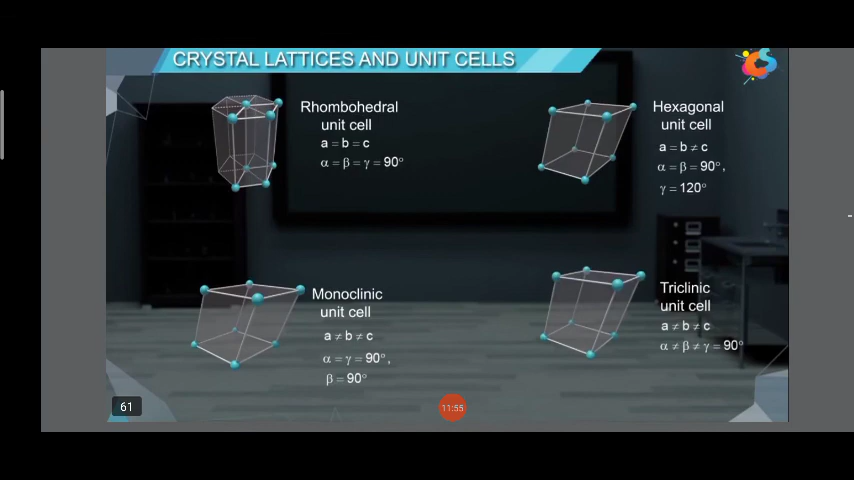 CRYSTAL LATTICES AND UNIT CELLS
Rhombohedral
unit cell
a = b = c
α = β = γ = 90°
Hexagonal
unit cell
a = b ≠ c
α = β = 90°,
γ = 120°
Monoclinic
unit cell
a ≠ b ≠ c
α = γ = 90°,
β = 90°
Triclinic
unit cell
a ≠ b ≠ c
α ≠ β ≠ γ = 90°
61
11:55